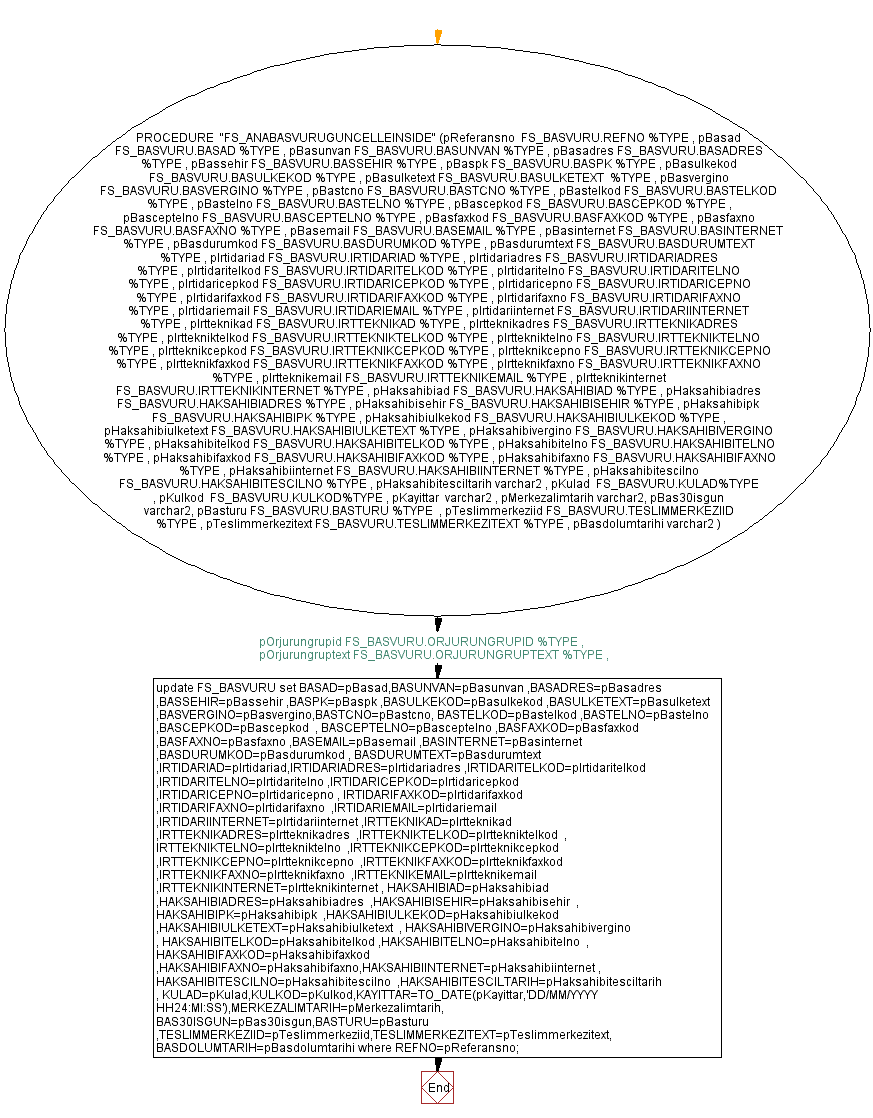 PROCEDURE "FS_ANABASVURUGUNCELLEINSIDE" (pReferansno FS_BASVURU.REFNO %TYPE , pBasad
FS_BASVURU.BASAD %TYPE , pBasunvan FS_BASVURU.BASUNVAN %TYPE , pBasadres FS_BASVURU.BASADRES
%TYPE , pBassehir FS_BASVURU.BASSEHIR %TYPE , pBaspk FS_BASVURU.BASPK %TYPE , pBasulkekod
FS_BASVURU.BASULKEKOD %TYPE , pBasulketext FS_BASVURU.BASULKETEXT %TYPE , pBasvergino
FS_BASVURU.BASVERGINO %TYPE , pBastcno FS_BASVURU.BASTCNO %TYPE , pBastelkod FS_BASVURU.BASTELKOD
%TYPE , pBastelno FS_BASVURU.BASTELNO %TYPE , pBascepkod FS_BASVURU.BASCEPKOD %TYPE ,
pBasceptelno FS_BASVURU.BASCEPTELNO %TYPE , pBasfaxkod FS_BASVURU.BASFAXKOD %TYPE , pBasfaxno
FS_BASVURU.BASFAXNO %TYPE , pBasemail FS_BASVURU.BASEMAIL %TYPE , pBasinternet FS_BASVURU.BASINTERNET
%TYPE , pBasdurumkod FS_BASVURU.BASDURUMKOD %TYPE , pBasdurumtext FS_BASVURU.BASDURUMTEXT
%TYPE , pIrtidariad FS_BASVURU.IRTIDARIAD %TYPE , pIrtidariadres FS_BASVURU.IRTIDARIADRES
%TYPE , pIrtidaritelkod FS_BASVURU.IRTIDARITELKOD %TYPE , pIrtidaritelno FS_BASVURU.IRTIDARITELNO
%TYPE , pIrtidaricepkod FS_BASVURU.IRTIDARICEPKOD %TYPE , pIrtidaricepno FS_BASVURU.IRTIDARICEPNO
%TYPE , pIrtidarifaxkod FS_BASVURU.IRTIDARIFAXKOD %TYPE , pIrtidarifaxno FS_BASVURU.IRTIDARIFAXNO
%TYPE , pIrtidariemail FS_BASVURU.IRTIDARIEMAIL %TYPE , pIrtidariinternet FS_BASVURU.IRTIDARIINTERNET
%TYPE , pIrtteknikad FS_BASVURU.IRTTEKNIKAD %TYPE , pIrtteknikadres FS_BASVURU.IRTTEKNIKADRES
%TYPE , pIrttekniktelkod FS_BASVURU.IRTTEKNIKTELKOD %TYPE , pIrttekniktelno FS_BASVURU.IRTTEKNIKTELNO
%TYPE , pIrtteknikcepkod FS_BASVURU.IRTTEKNIKCEPKOD %TYPE , pIrtteknikcepno FS_BASVURU.IRTTEKNIKCEPNO
%TYPE , pIrtteknikfaxkod FS_BASVURU.IRTTEKNIKFAXKOD %TYPE , pIrtteknikfaxno FS_BASVURU.IRTTEKNIKFAXNO
%TYPE , pIrtteknikemail FS_BASVURU.IRTTEKNIKEMAIL %TYPE , pIrtteknikinternet
FS_BASVURU.IRTTEKNIKINTERNET %TYPE , pHaksahibiad FS_BASVURU.HAKSAHIBIAD %TYPE , pHaksahibiadres
FS_BASVURU.HAKSAHIBIADRES %TYPE , pHaksahibisehir FS_BASVURU.HAKSAHIBISEHIR %TYPE , pHaksahibipk
FS_BASVURU.HAKSAHIBIPK %TYPE , pHaksahibiulkekod FS_BASVURU.HAKSAHIBIULKEKOD %TYPE ,
pHaksahibiulketext FS_BASVURU.HAKSAHIBIULKETEXT %TYPE , pHaksahibivergino FS_BASVURU.HAKSAHIBIVERGINO
%TYPE , pHaksahibitelkod FS_BASVURU.HAKSAHIBITELKOD %TYPE , pHaksahibitelno FS_BASVURU.HAKSAHIBITELNO
%TYPE , pHaksahibifaxkod FS_BASVURU.HAKSAHIBIFAXKOD %TYPE , pHaksahibifaxno FS_BASVURU.HAKSAHIBIFAXNO
%TYPE , pHaksahibiinternet FS_BASVURU.HAKSAHIBIINTERNET %TYPE , pHaksahibitescilno
FS_BASVURU.HAKSAHIBITESCILNO %TYPE , pHaksahibitesciltarih varchar2 , pKulad FS_BASVURU.KULAD%TYPE
, pKulkod FS_BASVURU.KULKOD%TYPE , pKayittar varchar2 , pMerkezalimtarih varchar2, pBas30isgun
varchar2, pBasturu FS_BASVURU.BASTURU %TYPE , pTeslimmerkeziid FS_BASVURU.TESLIMMERKEZIID
%TYPE , pTeslimmerkezitext FS_BASVURU.TESLIMMERKEZITEXT %TYPE , pBasdolumtarihi varchar2 )
pOrjurungrupid FS_BASVURU.ORJURUNGRUPID %TYPE ,
pOrjurungruptext FS_BASVURU.ORJURUNGRUPTEXT %TYPE ,
update FS_BASVURU set BASAD=pBasad,BASUNVAN=pBasunvan ,BASADRES=pBasadres
,BASSEHIR=pBassehir ,BASPK=pBaspk ,BASULKEKOD=pBasulkekod ,BASULKETEXT=pBasulketext
,BASVERGINO=pBasvergino,BASTCNO=pBastcno, BASTELKOD=pBastelkod ,BASTELNO=pBastelno
,BASCEPKOD=pBascepkod , BASCEPTELNO=pBasceptelno ,BASFAXKOD=pBasfaxkod
,BASFAXNO=pBasfaxno ,BASEMAIL=pBasemail ,BASINTERNET=pBasinternet
,BASDURUMKOD=pBasdurumkod , BASDURUMTEXT=pBasdurumtext
,IRTIDARIAD=pIrtidariad,IRTIDARIADRES=pIrtidariadres ,IRTIDARITELKOD=pIrtidaritelkod
,IRTIDARITELNO=pIrtidaritelno ,IRTIDARICEPKOD=pIrtidaricepkod
,IRTIDARICEPNO=pIrtidaricepno , IRTIDARIFAXKOD=pIrtidarifaxkod
,IRTIDARIFAXNO=pIrtidarifaxno ,IRTIDARIEMAIL=pIrtidariemail
,IRTIDARIINTERNET=pIrtidariinternet ,IRTTEKNIKAD=pIrtteknikad
,IRTTEKNIKADRES=pIrtteknikadres ,IRTTEKNIKTELKOD=pIrttekniktelkod ,
IRTTEKNIKTELNO=pIrttekniktelno ,IRTTEKNIKCEPKOD=pIrtteknikcepkod
,IRTTEKNIKCEPNO=pIrtteknikcepno ,IRTTEKNIKFAXKOD=pIrtteknikfaxkod
,IRTTEKNIKFAXNO=pIrtteknikfaxno ,IRTTEKNIKEMAIL=pIrtteknikemail
,IRTTEKNIKINTERNET=pIrtteknikinternet , HAKSAHIBIAD=pHaksahibiad
,HAKSAHIBIADRES=pHaksahibiadres ,HAKSAHIBISEHIR=pHaksahibisehir ,
HAKSAHIBIPK=pHaksahibipk ,HAKSAHIBIULKEKOD=pHaksahibiulkekod
,HAKSAHIBIULKETEXT=pHaksahibiulketext , HAKSAHIBIVERGINO=pHaksahibivergino
, HAKSAHIBITELKOD=pHaksahibitelkod ,HAKSAHIBITELNO=pHaksahibitelno ,
HAKSAHIBIFAXKOD=pHaksahibifaxkod
,HAKSAHIBIFAXNO=pHaksahibifaxno,HAKSAHIBIINTERNET=pHaksahibiinternet ,
HAKSAHIBITESCILNO=pHaksahibitescilno ,HAKSAHIBITESCILTARIH=pHaksahibitesciltarih
, KULAD=pKulad,KULKOD=pKulkod,KAYITTAR=TO_DATE(pKayittar,'DD/MM/YYYY
HH24:MI:SS'),MERKEZALIMTARIH=pMerkezalimtarih,
BAS30ISGUN=pBas30isgun,BASTURU=pBasturu
,TESLIMMERKEZIID=pTeslimmerkeziid,TESLIMMERKEZITEXT=pTeslimmerkezitext,
BASDOLUMTARIH=pBasdolumtarihi where REFNO=pReferansno;
End